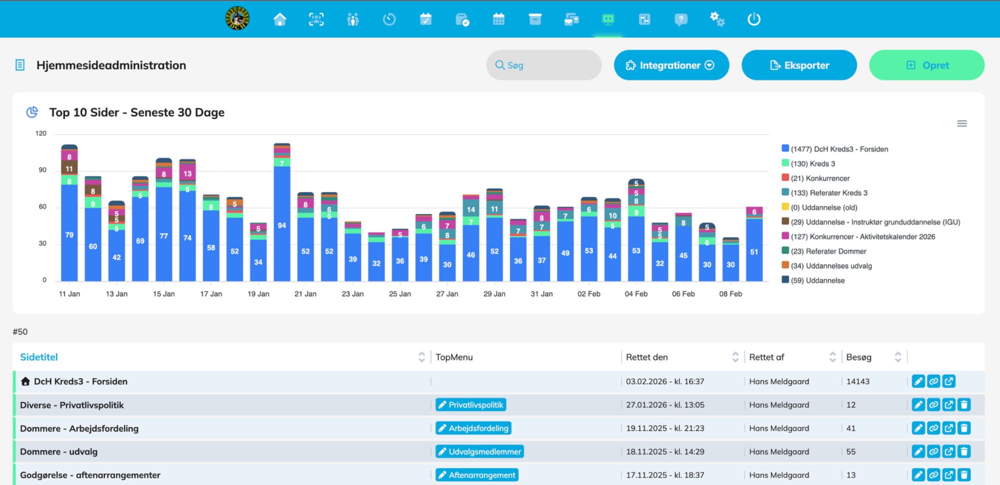 DCH
Hjemmesideadministration
Søg
Integrationer
Eksporter
Opret
Top 10 Sider - Seneste 30 Dage
120
90
60
30
0
8 11 8 79
8 9 60
5 5 5 42
5 69
8 77
13 5 74
8 58
5 52
5 34
7 94
8 52
6 5 52
39
32
5 36
6 39
7 8 30
14 7 46
11 52
7 36
8 7 37
7 49
6 53
10 5 44
5 5 8 9 53
5 5 32
8 45
5 6 30
30
6 51
11 Jan 13 Jan 15 Jan 17 Jan 19 Jan 21 Jan 23 Jan 25 Jan 27 Jan 29 Jan 31 Jan 02 Feb 04 Feb 06 Feb 08 Feb
(1477) DcH Kreds3 - Forsiden
(130) Kreds 3
(21) Konkurrencer
(133) Referater Kreds 3
(0) Uddannelse (old)
(29) Uddannelse - Instruktør grunduddannelse (IGU)
(127) Konkurrencer - Aktivitetskalender 2026
(23) Referater Dommer
(34) Uddannelses udvalg
(59) Uddannelse
#50
Sidetitel TopMenu Rettet den Rettet af Besøg
DcH Kreds3 - Forsiden 03.02.2026 - kl. 16:37 Hans Meldgaard 14143
Diverse - Privatlivspolitik Privatlivspolitik 27.01.2026 - kl. 13:05 Hans Meldgaard 12
Dommere - Arbejdsfordeling Arbejdsfordeling 19.11.2025 - kl. 21:23 Hans Meldgaard 41
Dommere - udvalg Udvalgsmedlemmer 18.11.2025 - kl. 14:29 Hans Meldgaard 55
Godgørelse - aftenarrangementer Aftenarrangement 17.11.2025 - kl. 18:37 Hans Meldgaard 13